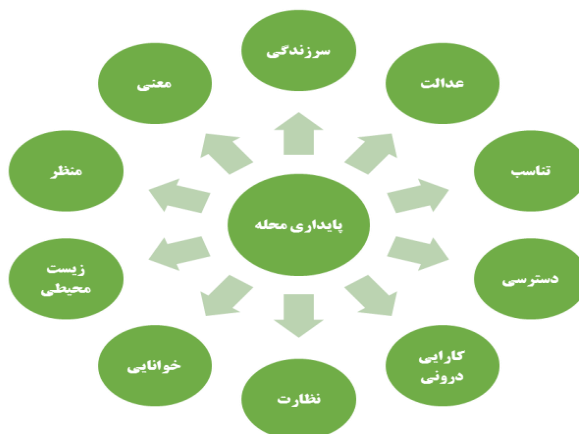 سرزندگی
عدالت
تناسب
دسترسی
کارایی
درونی
نظارت
خوانایی
زیست
محیطی
منظر
معنی
پایداری محله